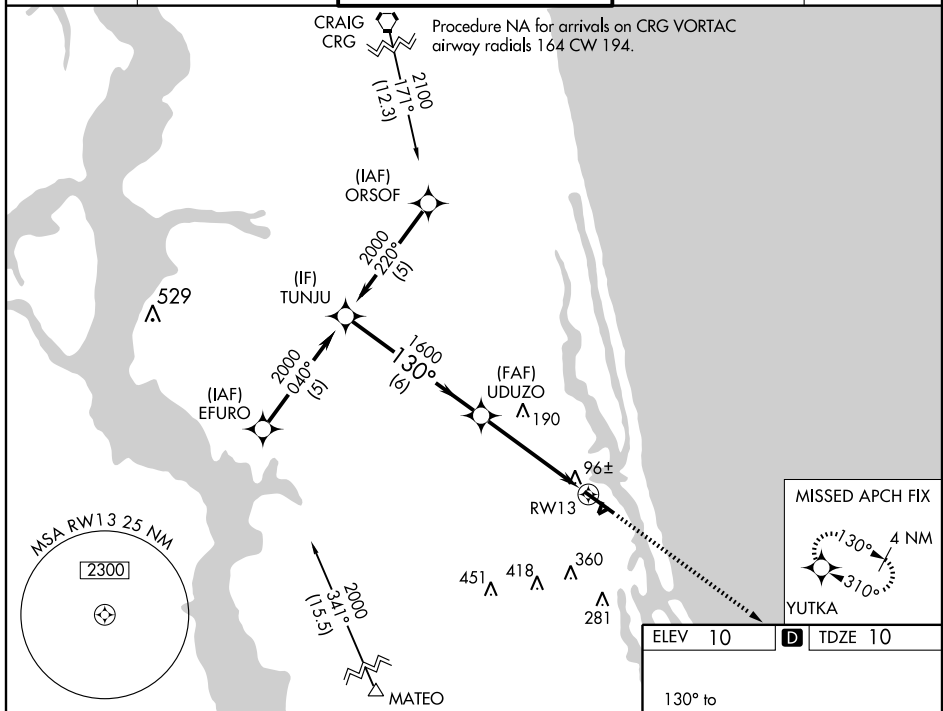 CRAIG
CRG
Procedure NA for arrivals on CRG VORTAC
airway radials 164 CW 194.
2100
171°
(12.3)
(IAF)
ORSOF
2000
220°
(5)
(IF)
TUNJU
529
1600
130°
(6)
2000
040°
(5)
(IAF)
EFURO
(FAF)
UDUZO
190
96±
RW13
MISSED APCH FIX
130°
4 NM
310°
YUTKA
MSA RW13 25 NM
2300
451
418
360
281
2000
341°
(15.5)
MATEO
ELEV 10
D
TDZE 10
130° to